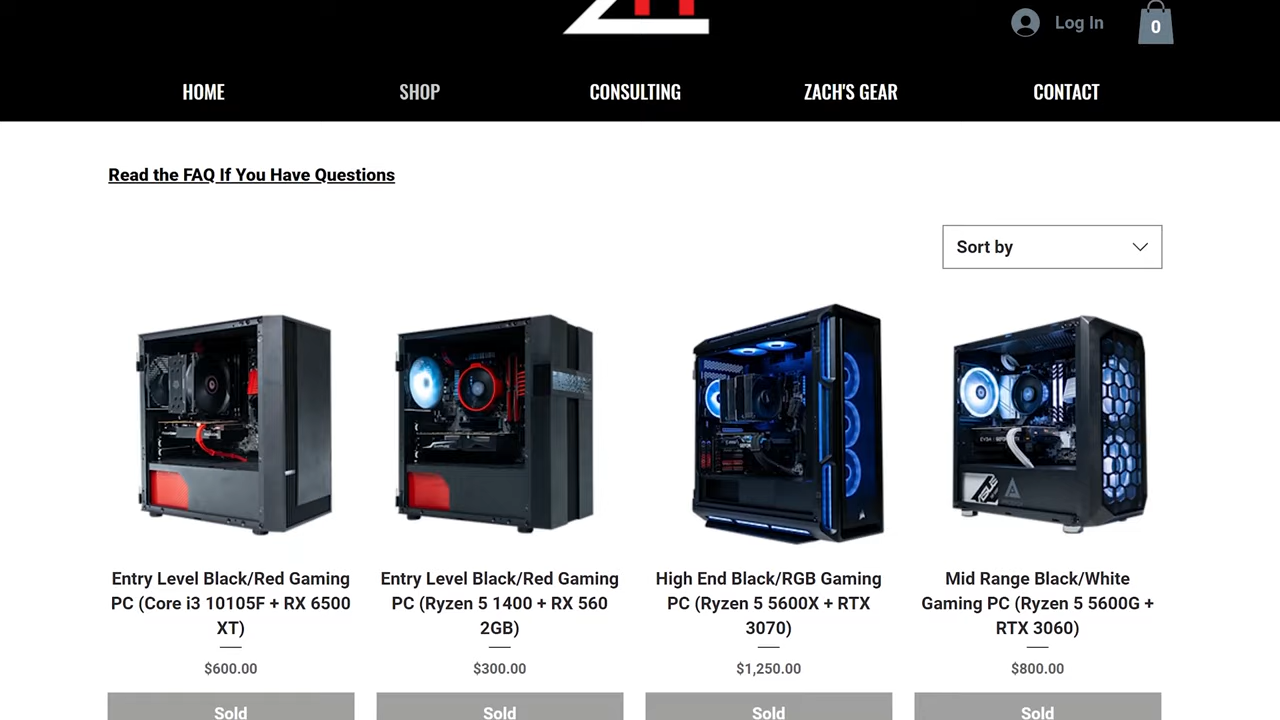 Log In
0
HOME
SHOP
CONSULTING
ZACH'S GEAR
CONTACT
Read the FAQ If You Have Questions
Sort by
Entry Level Black/Red Gaming
PC (Core i3 10105F + RX 6500
XT)
$600.00
Sold
Entry Level Black/Red Gaming
PC (Ryzen 5 1400 + RX 560
2GB)
$300.00
Sold
High End Black/RGB Gaming
PC (Ryzen 5 5600X + RTX
3070)
$1,250.00
Sold
Mid Range Black/White
Gaming PC (Ryzen 5 5600G +
RTX 3060)
$800.00
Sold